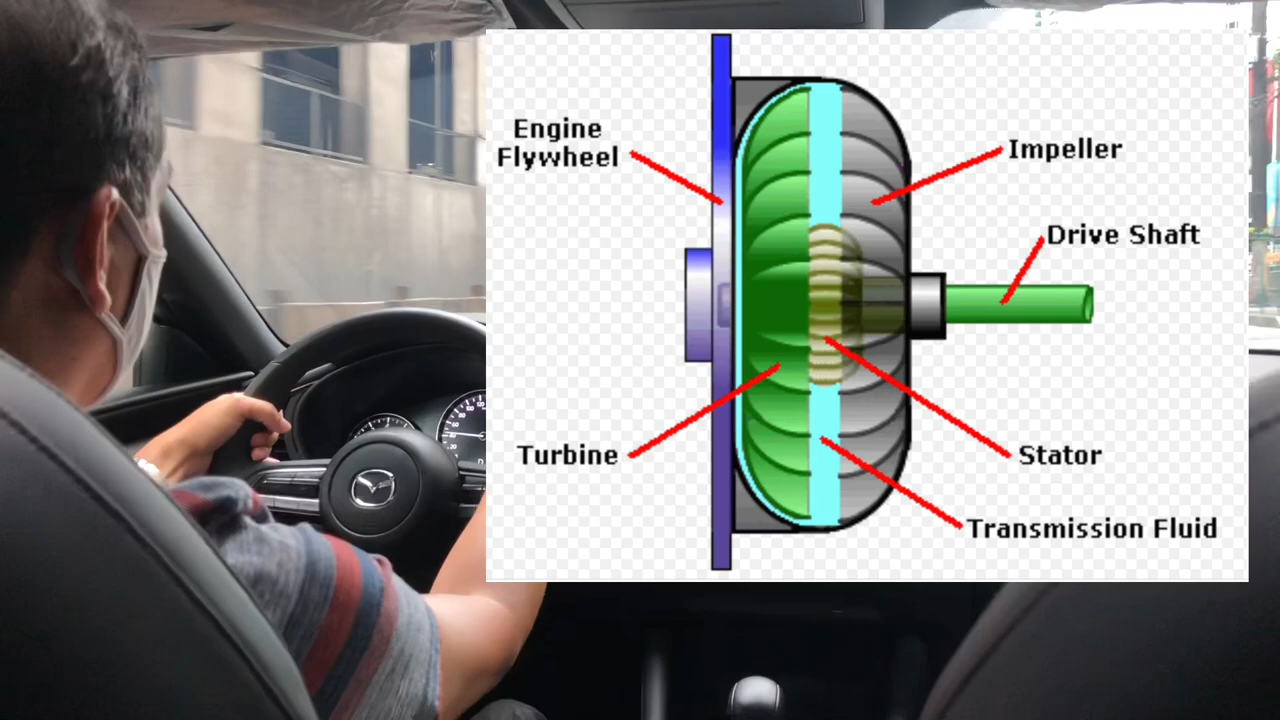 Engine
Flywheel
Impeller
Drive Shaft
Turbine
Stator
Transmission Fluid